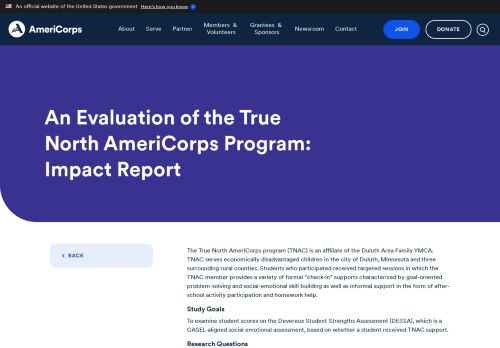 An official website of the United States government Here's how you know
AmeriCorps
About Serve Partner Members & Volunteers Grantees & Sponsors Newsroom Contact JOIN DONATE
An Evaluation of the True
North AmeriCorps Program:
Impact Report
BACK
The True North AmeriCorps program (TNAC) is an affiliate of the Duluth Area Family YMCA.
TNAC serves economically disadvantaged children in the city of Duluth, Minnesota and three
surrounding rural counties. Students who participated received targeted sessions in which the
TNAC member provides a variety of formal “check-in” supports characterized by goal-oriented
problem-solving and social-emotional skill building as well as informal support in the form of after-
school activity participation and homework help.
Study Goals
To examine student scores on the Devereux Student Strengths Assessment (DESSA), which is a
CASEL-aligned social emotional assessment, based on whether a student received TNAC support.
Research Questions